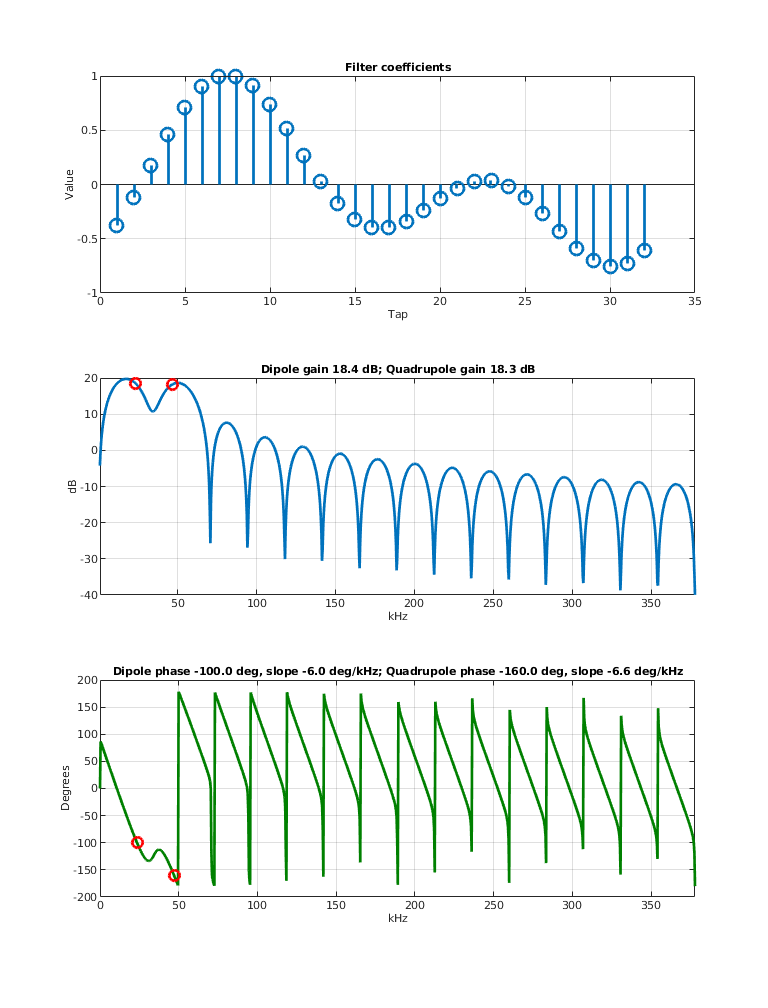 Filter coefficients
1
0.5
0
-0.5
-1
Value
0 5 10 15 20 25 30 35
Tap
Dipole gain 18.4 dB; Quadrupole gain 18.3 dB
20
10
0
-10
-20
-30
-40
dB
50 100 150 200 250 300 350
kHz
Dipole phase -100.0 deg, slope -6.0 deg/kHz; Quadrupole phase -160.0 deg, slope -6.6 deg/kHz
200
150
100
50
0
-50
-100
-150
-200
Degrees
0 50 100 150 200 250 300 350
kHz